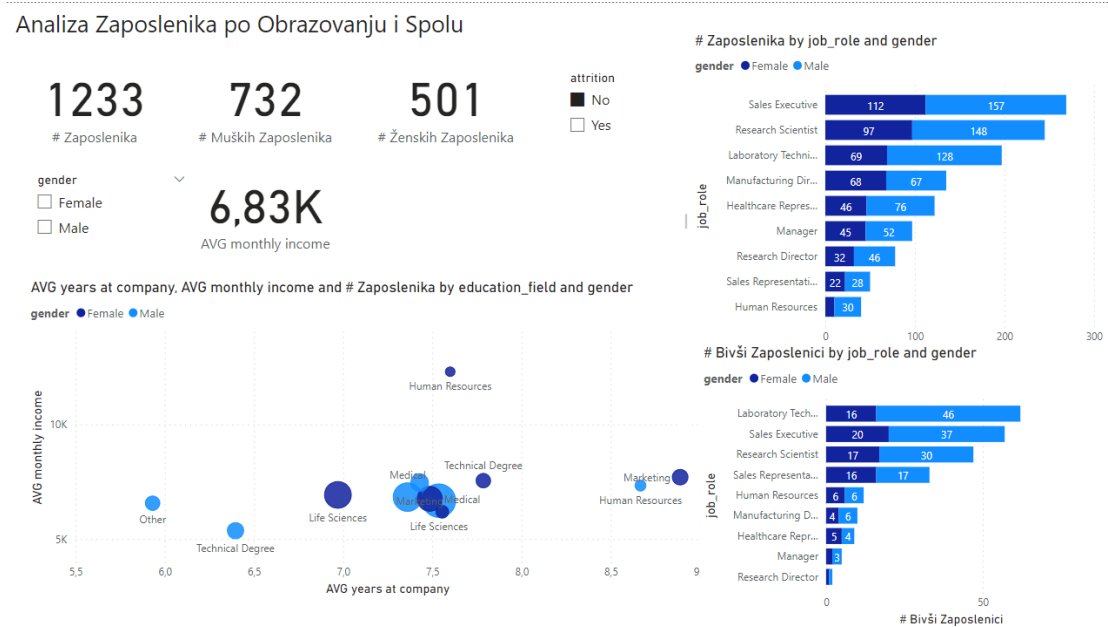 Analiza Zaposlenika po Obrazovanju i Spolu
1233
# Zaposlenika
732
# Muških Zaposlenika
501
# Ženskih Zaposlenika
attrition
No
Yes
gender
Female
Male
6,83K
AVG monthly income
AVG years at company, AVG monthly income and # Zaposlenika by education_field and gender
gender Female Male
AVG monthly income
10K
5K
Human Resources
Technical Degree
Medical
Marketing
Human Resources
Marketing
Medical
Life Sciences
Life Sciences
Other
Technical Degree
5,5 6,0 6,5 7,0 7,5 8,0 8,5 9
AVG years at company
# Zaposlenika by job_role and gender
gender Female Male
job_role
Sales Executive 112 157
Research Scientist 97 148
Laboratory Techni... 69 128
Manufacturing Dir... 68 67
Healthcare Repres... 46 76
Manager 45 52
Research Director 32 46
Sales Representati... 22 28
Human Resources 30
0 100 200 300
# Bivši Zaposlenici by job_role and gender
gender Female Male
job_role
Laboratory Tech... 16 46
Sales Executive 20 37
Research Scientist 17 30
Sales Representa... 16 17
Human Resources 6 6
Manufacturing D... 4 6
Healthcare Repr... 5 4
Manager 3
Research Director
0 50
# Bivši Zaposlenici